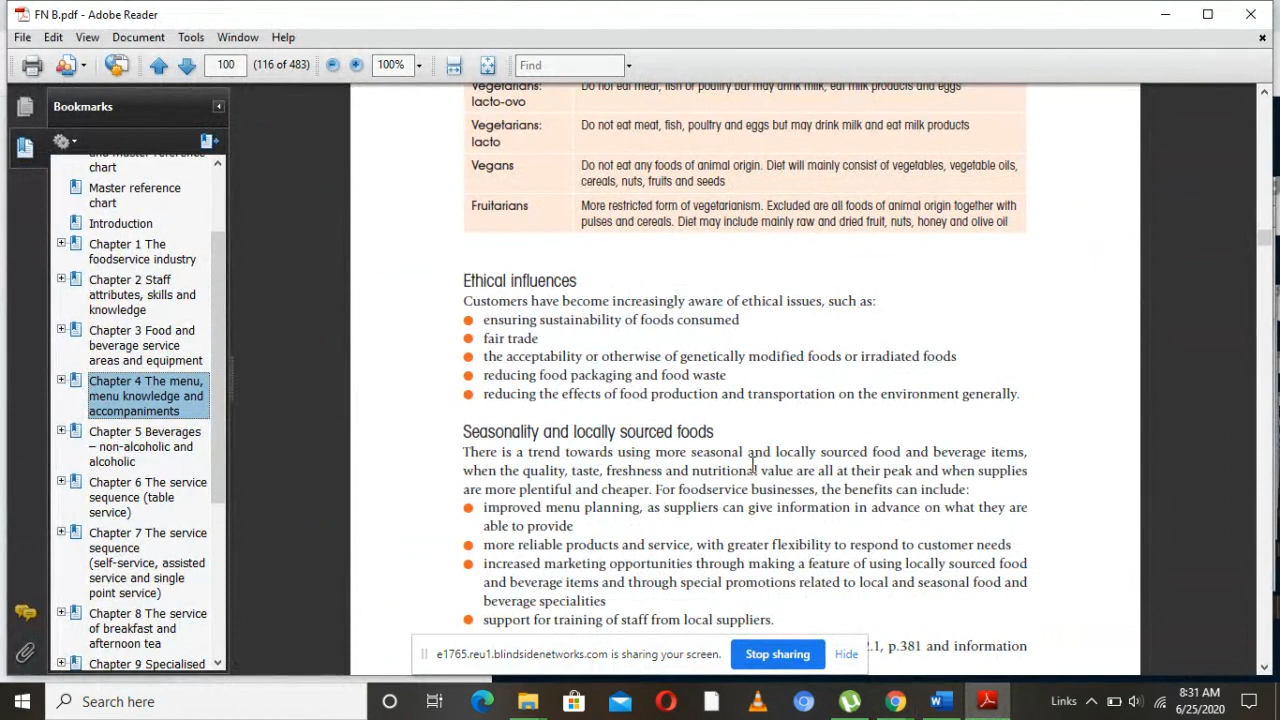 FN B.pdf - Adobe Reader
File Edit View Document Tools Window Help
100 (116 of 483) 100% Find
Bookmarks
and master reference
chart
Master reference
chart
Introduction
Chapter 1 The
foodservice industry
Chapter 2 Staff
attributes, skills and
knowledge
Chapter 3 Food and
beverage service
areas and equipment
Chapter 4 The menu,
menu knowledge and
accompaniments
Chapter 5 Beverages
– non-alcoholic and
alcoholic
Chapter 6 The service
sequence (table
service)
Chapter 7 The service
sequence
(self-service, assisted
service and single
point service)
Chapter 8 The service
of breakfast and
afternoon tea
Chapter 9 Specialised
Vegetarians: Do not eat meat, fish or poultry but may drink milk, eat milk products and eggs
lacto-ovo
Vegetarians: Do not eat meat, fish, poultry and eggs but may drink milk and eat milk products
lacto
Vegans Do not eat any foods of animal origin. Diet will mainly consist of vegetables, vegetable oils,
cereals, nuts, fruits and seeds
Fruitarians More restricted form of vegetarianism. Excluded are all foods of animal origin together with
pulses and cereals. Diet may include mainly raw and dried fruit, nuts, honey and olive oil
Ethical influences
Customers have become increasingly aware of ethical issues, such as:
ensuring sustainability of foods consumed
fair trade
the acceptability or otherwise of genetically modified foods or irradiated foods
reducing food packaging and food waste
reducing the effects of food production and transportation on the environment generally.
Seasonality and locally sourced foods
There is a trend towards using more seasonal and locally sourced food and beverage items,
when the quality, taste, freshness and nutritional value are all at their peak and when supplies
are more plentiful and cheaper. For foodservice businesses, the benefits can include:
improved menu planning, as suppliers can give information in advance on what they are
able to provide
more reliable products and service, with greater flexibility to respond to customer needs
increased marketing opportunities through making a feature of using locally sourced food
and beverage items and through special promotions related to local and seasonal food and
beverage specialities
support for training of staff from local suppliers.
2.1, p.381 and information
e1765.reu1.blindsidenetworks.com is sharing your screen. Stop sharing Hide
Search here
Links 8:31 AM
6/25/2020